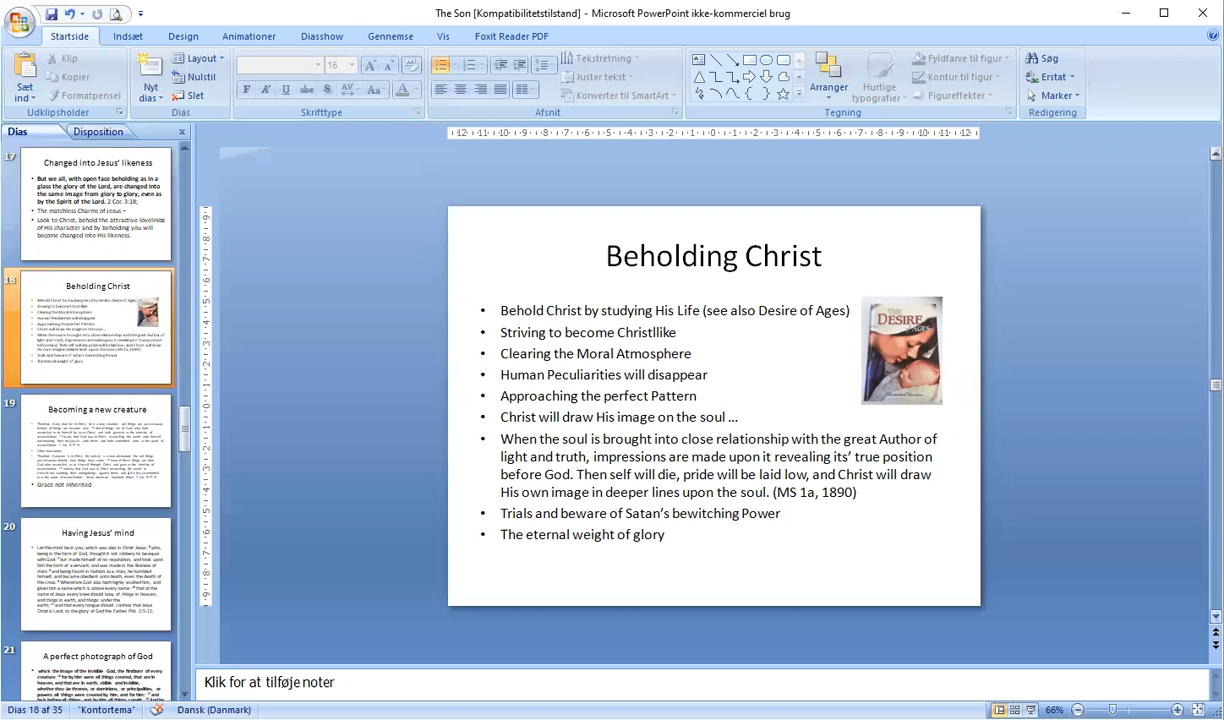 The Son [Kompatibilitetstilstand] - Microsoft PowerPoint ikke-kommerciel brug
Startside Indsæt Design Animationer Diasshow Gennemse Vis Foxit Reader PDF
Sæt ind
Klip
Kopier
Formatpensel
Udklipsholder
Nyt dias
Layout
Nulstil
Slet
Dias
16
F K U abc S AV Aa A
Skrifttype
Tekstretning
Juster tekst
Konverter til SmartArt
Afsnit
Arranger
Hurtige typografier
Fyldfarve til figur
Kontur til figur
Figureffekter
Tegning
Søg
Erstat
Marker
Redigering
Dias Disposition
17
Changed into Jesus' likeness
• But we all, with open face beholding as in a
glass the glory of the Lord, are changed into
the same image from glory to glory, even as
by the Spirit of the Lord. 2 Cor. 3:18;
• The matchless Charms of Jesus –
• Look to Christ, behold the attractive loveliness
of His character and by beholding you will
become changed into His likeness.
18
Beholding Christ
19
Becoming a new creature
• Grace not inherited
20
Having Jesus' mind
21
A perfect photograph of God
Beholding Christ
• Behold Christ by studying His Life (see also Desire of Ages)
• Striving to become Christllike
• Clearing the Moral Atmosphere
• Human Peculiarities will disappear
• Approaching the perfect Pattern
• Christ will draw His image on the soul ...
• When the soul is brought into close relationship with the great Author of
light and truth, impressions are made upon it revealing its' true position
before God. Then self will die, pride will be laid low, and Christ will draw
His own image in deeper lines upon the soul. (MS 1a, 1890)
• Trials and beware of Satan's bewitching Power
• The eternal weight of glory
THE
DESIRE
OF AGES
Klik for at tilføje noter
Dias 18 af 35 "Kontortema" Dansk (Danmark) 66%